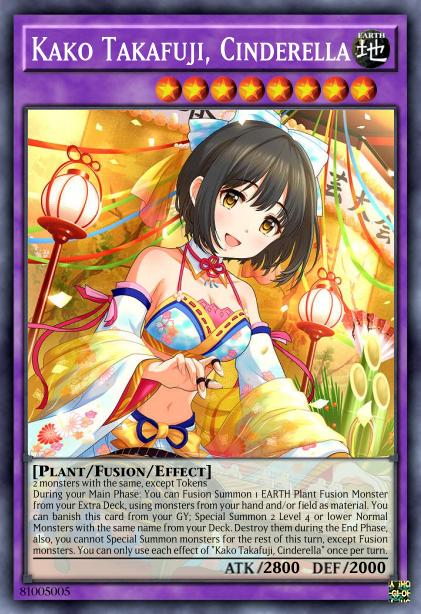 KAKO TAKAFUJI, CINDERELLA
EARTH
地
[PLANT/FUSION/EFFECT]
2 monsters with the same, except Tokens
During your Main Phase: You can Fusion Summon 1 EARTH Plant Fusion Monster
from your Extra Deck, using monsters from your hand and/or field as material. You
can banish this card from your GY; Special Summon 2 Level 4 or lower Normal
Monsters with the same name from your Deck. Destroy them during the End Phase,
also, you cannot Special Summon monsters for the rest of this turn, except Fusion
monsters. You can only use each effect of "Kako Takafuji, Cinderella" once per turn.
ATK/2800 DEF/2000
81005005